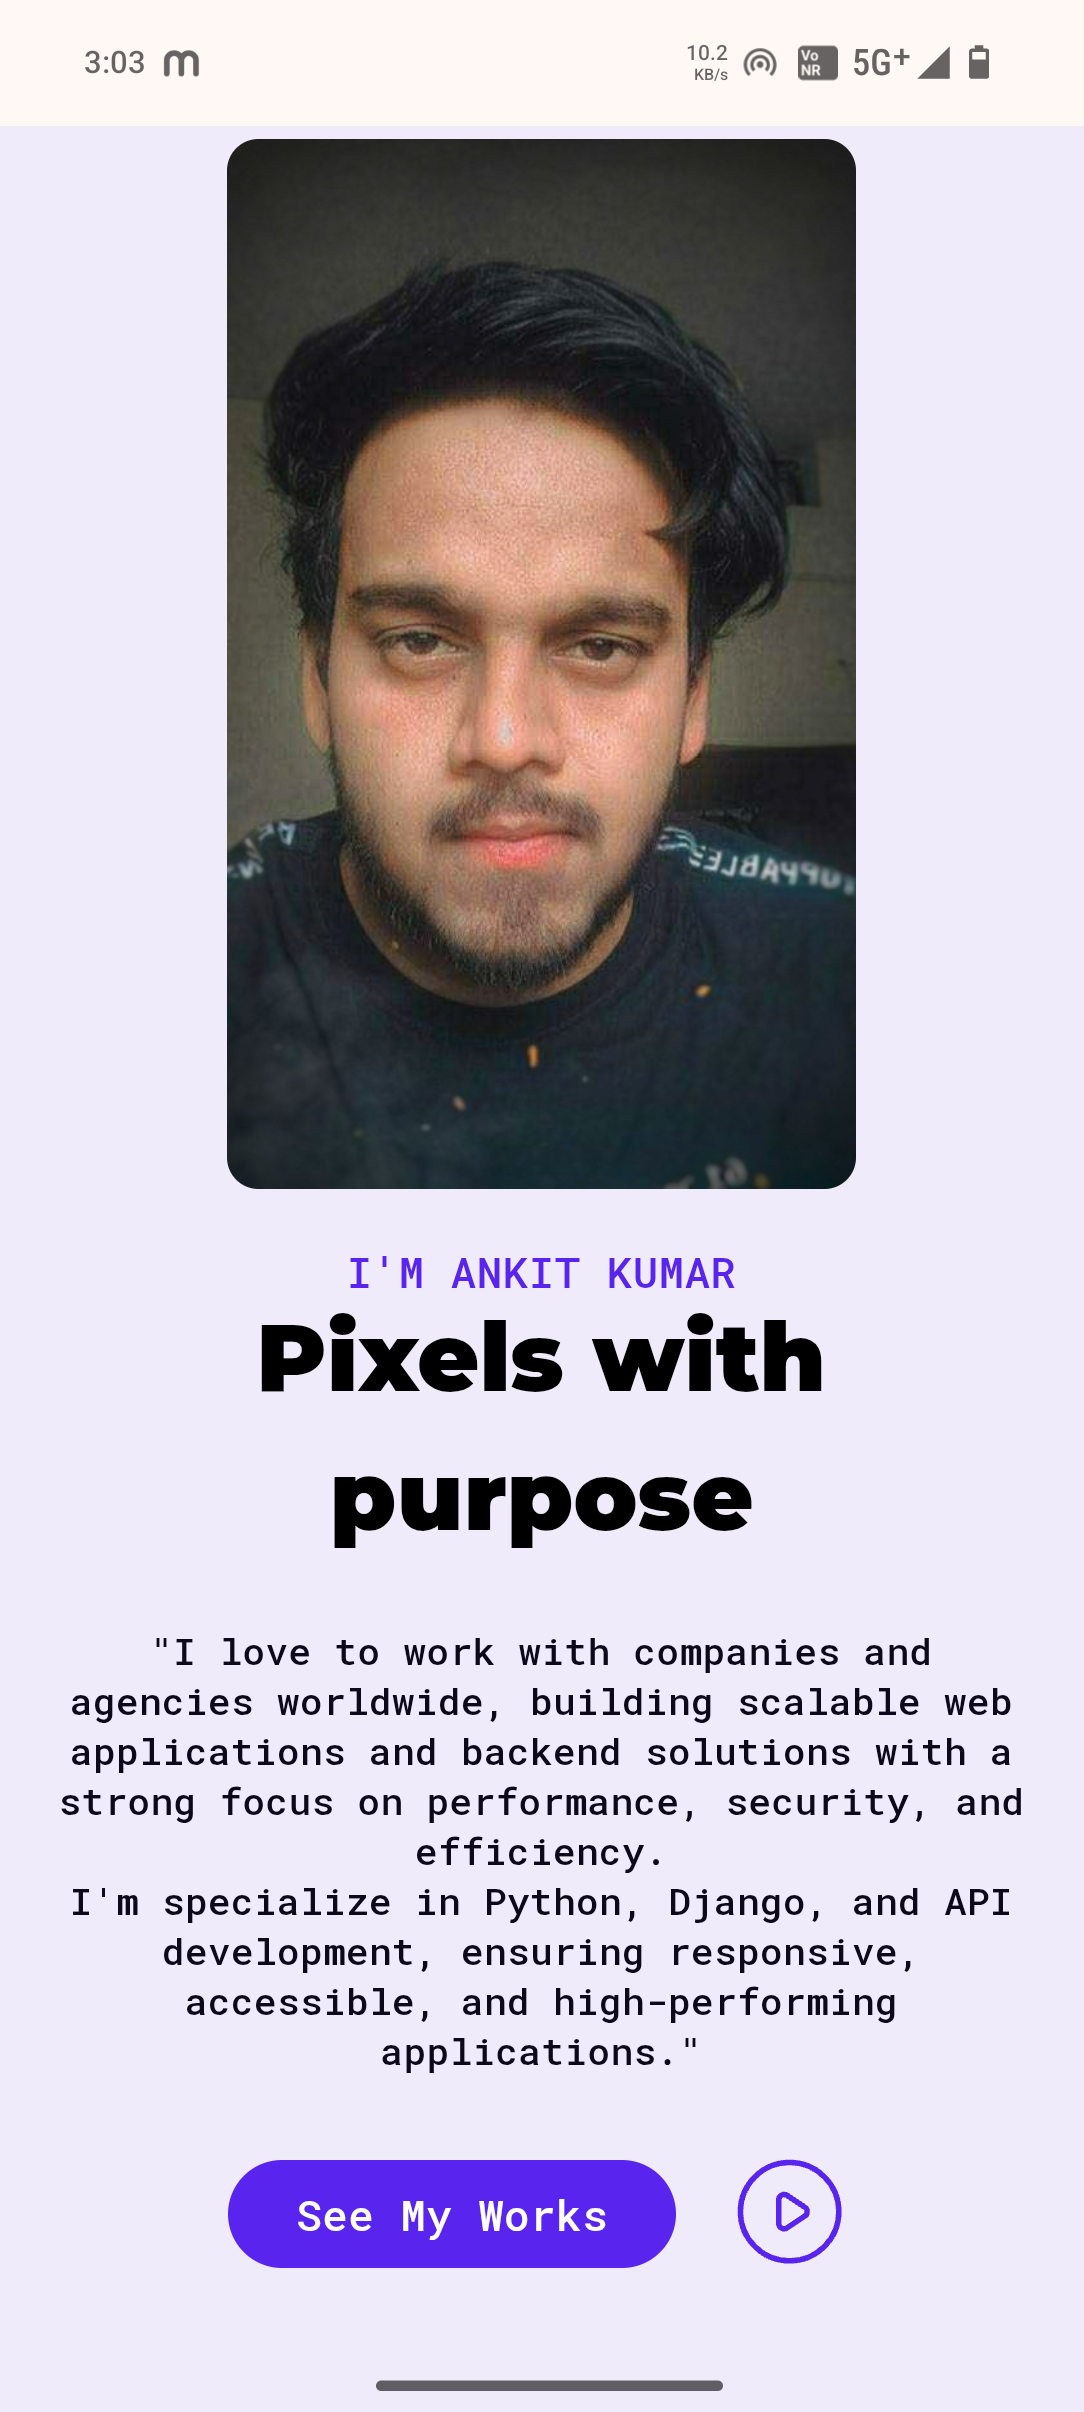 3:03 m 10.2 KB/s Vo NR 5G+
I'M ANKIT KUMAR
Pixels with
purpose
"I love to work with companies and
agencies worldwide, building scalable web
applications and backend solutions with a
strong focus on performance, security, and
efficiency.
I'm specialize in Python, Django, and API
development, ensuring responsive,
accessible, and high-performing
applications."
See My Works